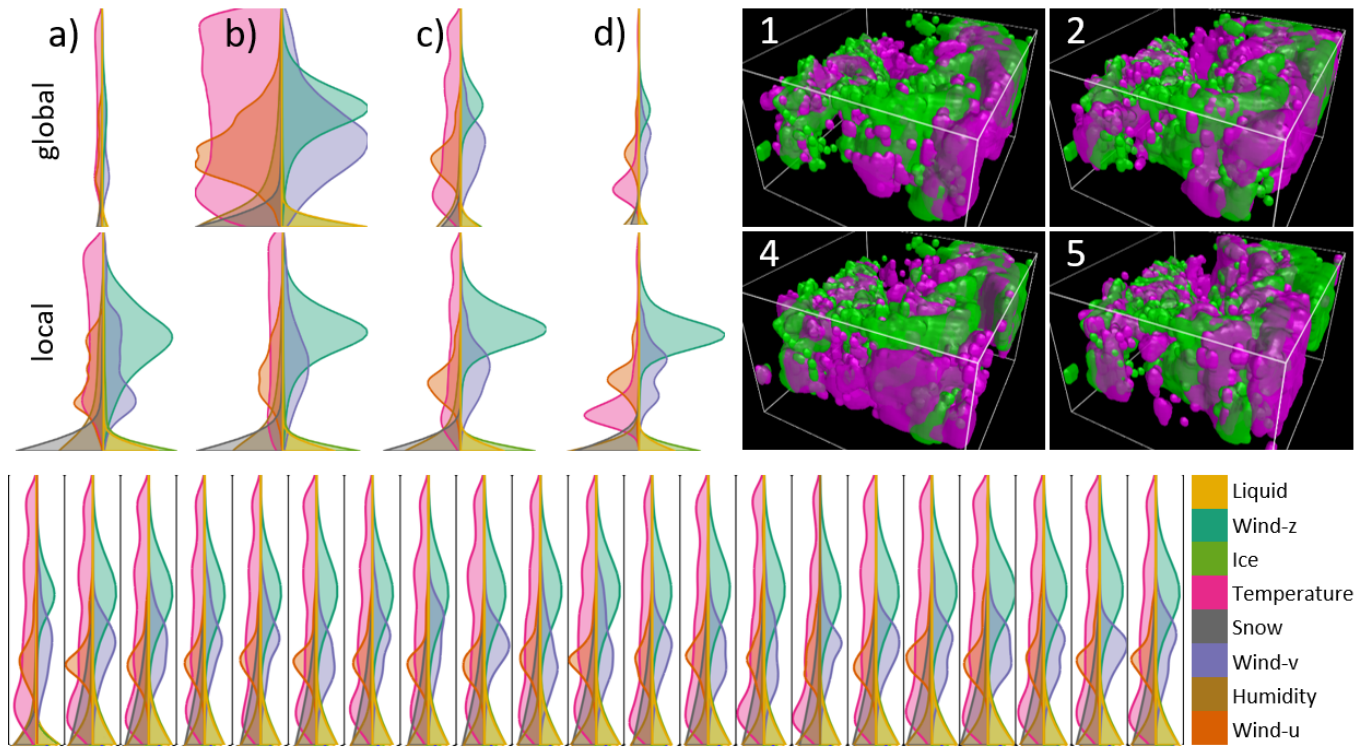 a) b) c) d)
global
local
1
2
4
5
Liquid
Wind-z
Ice
Temperature
Snow
Wind-v
Humidity
Wind-u